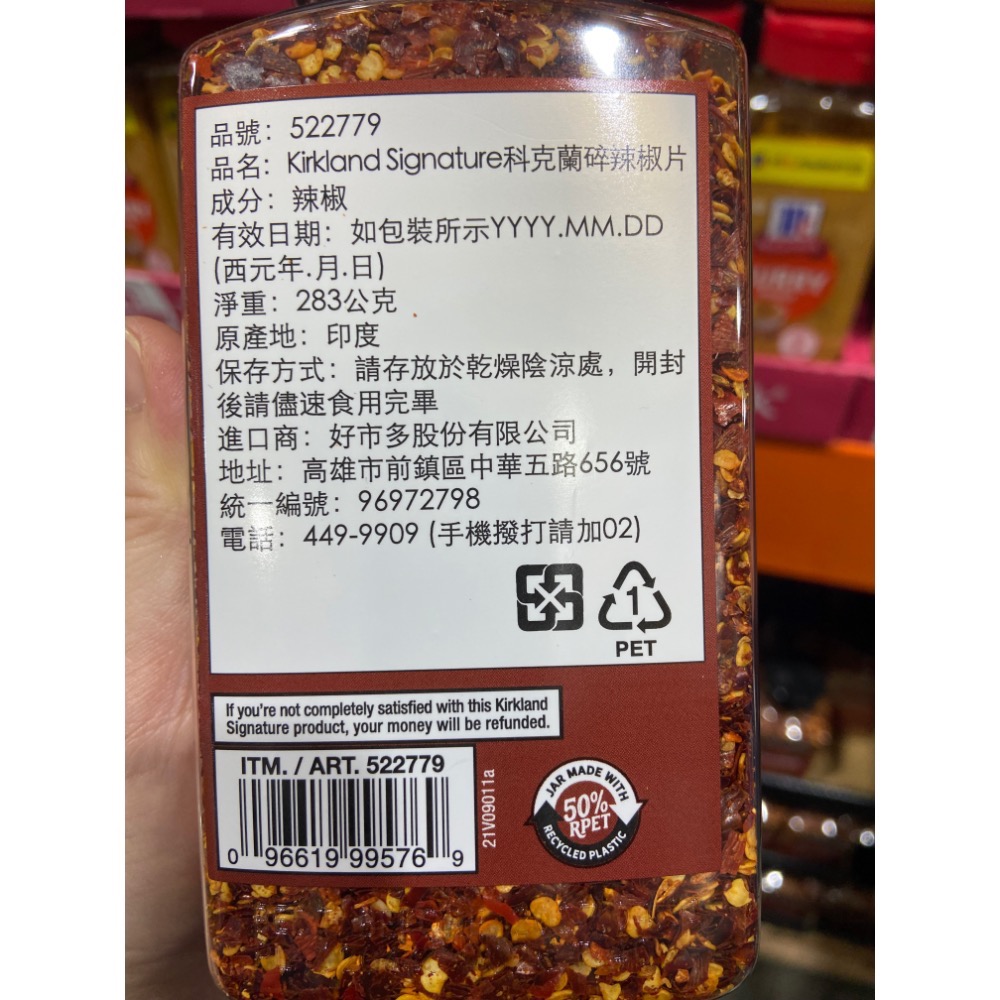 品號：522779
品名：Kirkland Signature科克蘭碎辣椒片
成分：辣椒
有效日期：如包裝所示YYYY.MM.DD
(西元年.月.日)
淨重：283公克
原產地：印度
保存方式：請存放於乾燥陰涼處，開封
後請儘速食用完畢
進口商：好市多股份有限公司
地址：高雄市前鎮區中華五路656號
統一編號：96972798
電話：449-9909 (手機撥打請加02)
1
PET
If you're not completely satisfied with this Kirkland
Signature product, your money will be refunded.
ITM. / ART. 522779
0 96619 99576 9
21V09011a
JAR MADE WITH
50%
RPET
RECYCLED PLASTIC